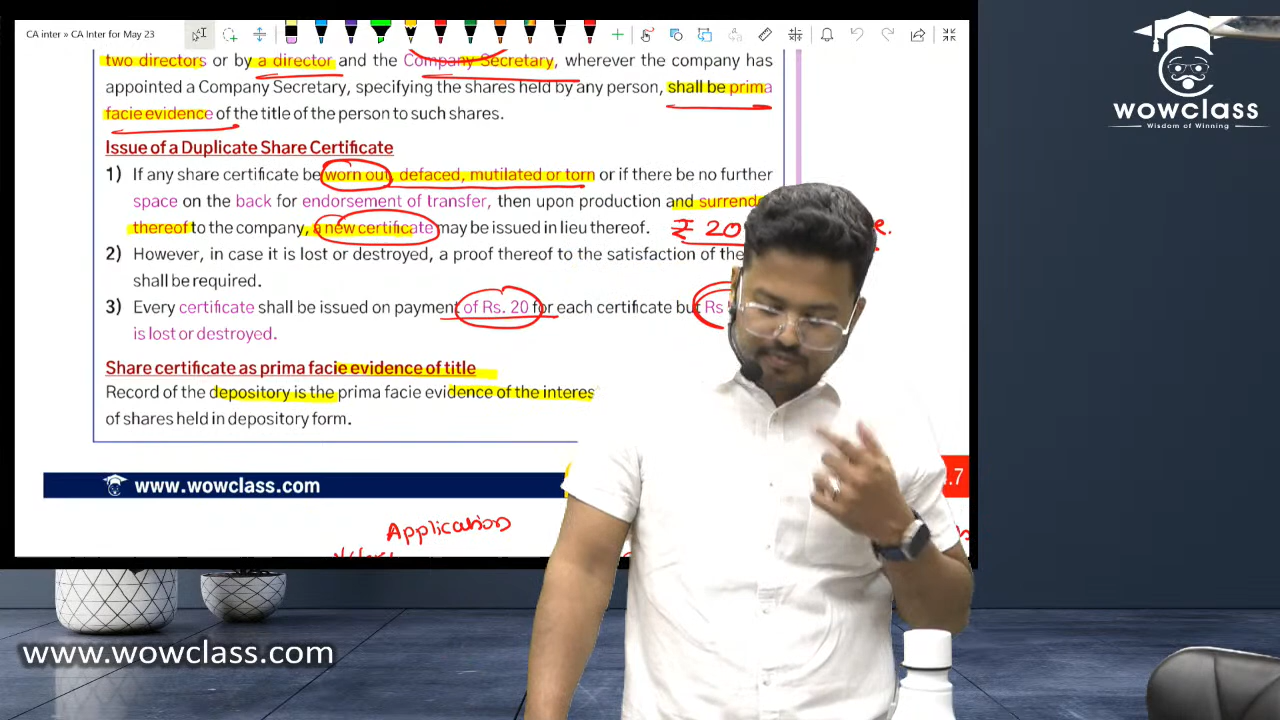 CA inter » CA Inter for May 23
two directors or by a director and the Company Secretary, wherever the company has
appointed a Company Secretary, specifying the shares held by any person, shall be prima
facie evidence of the title of the person to such shares.
Issue of a Duplicate Share Certificate
1) If any share certificate be worn out, defaced, mutilated or torn or if there be no further
space on the back for endorsement of transfer, then upon production and
thereof to the company, a new certificate may be issued in lieu thereof. ₹ 20
2) However, in case it is lost or destroyed, a proof thereof to the satisfaction of the
shall be required.
3) Every certificate shall be issued on payment of Rs. 20 for each certificate but Rs
is lost or destroyed.
Share certificate as prima facie evidence of title
Record of the depository is the prima facie evidence of the
of shares held in depository form.
www.wowclass.com
.7
Application
wowclass
Wisdom of Winning
www.wowclass.com